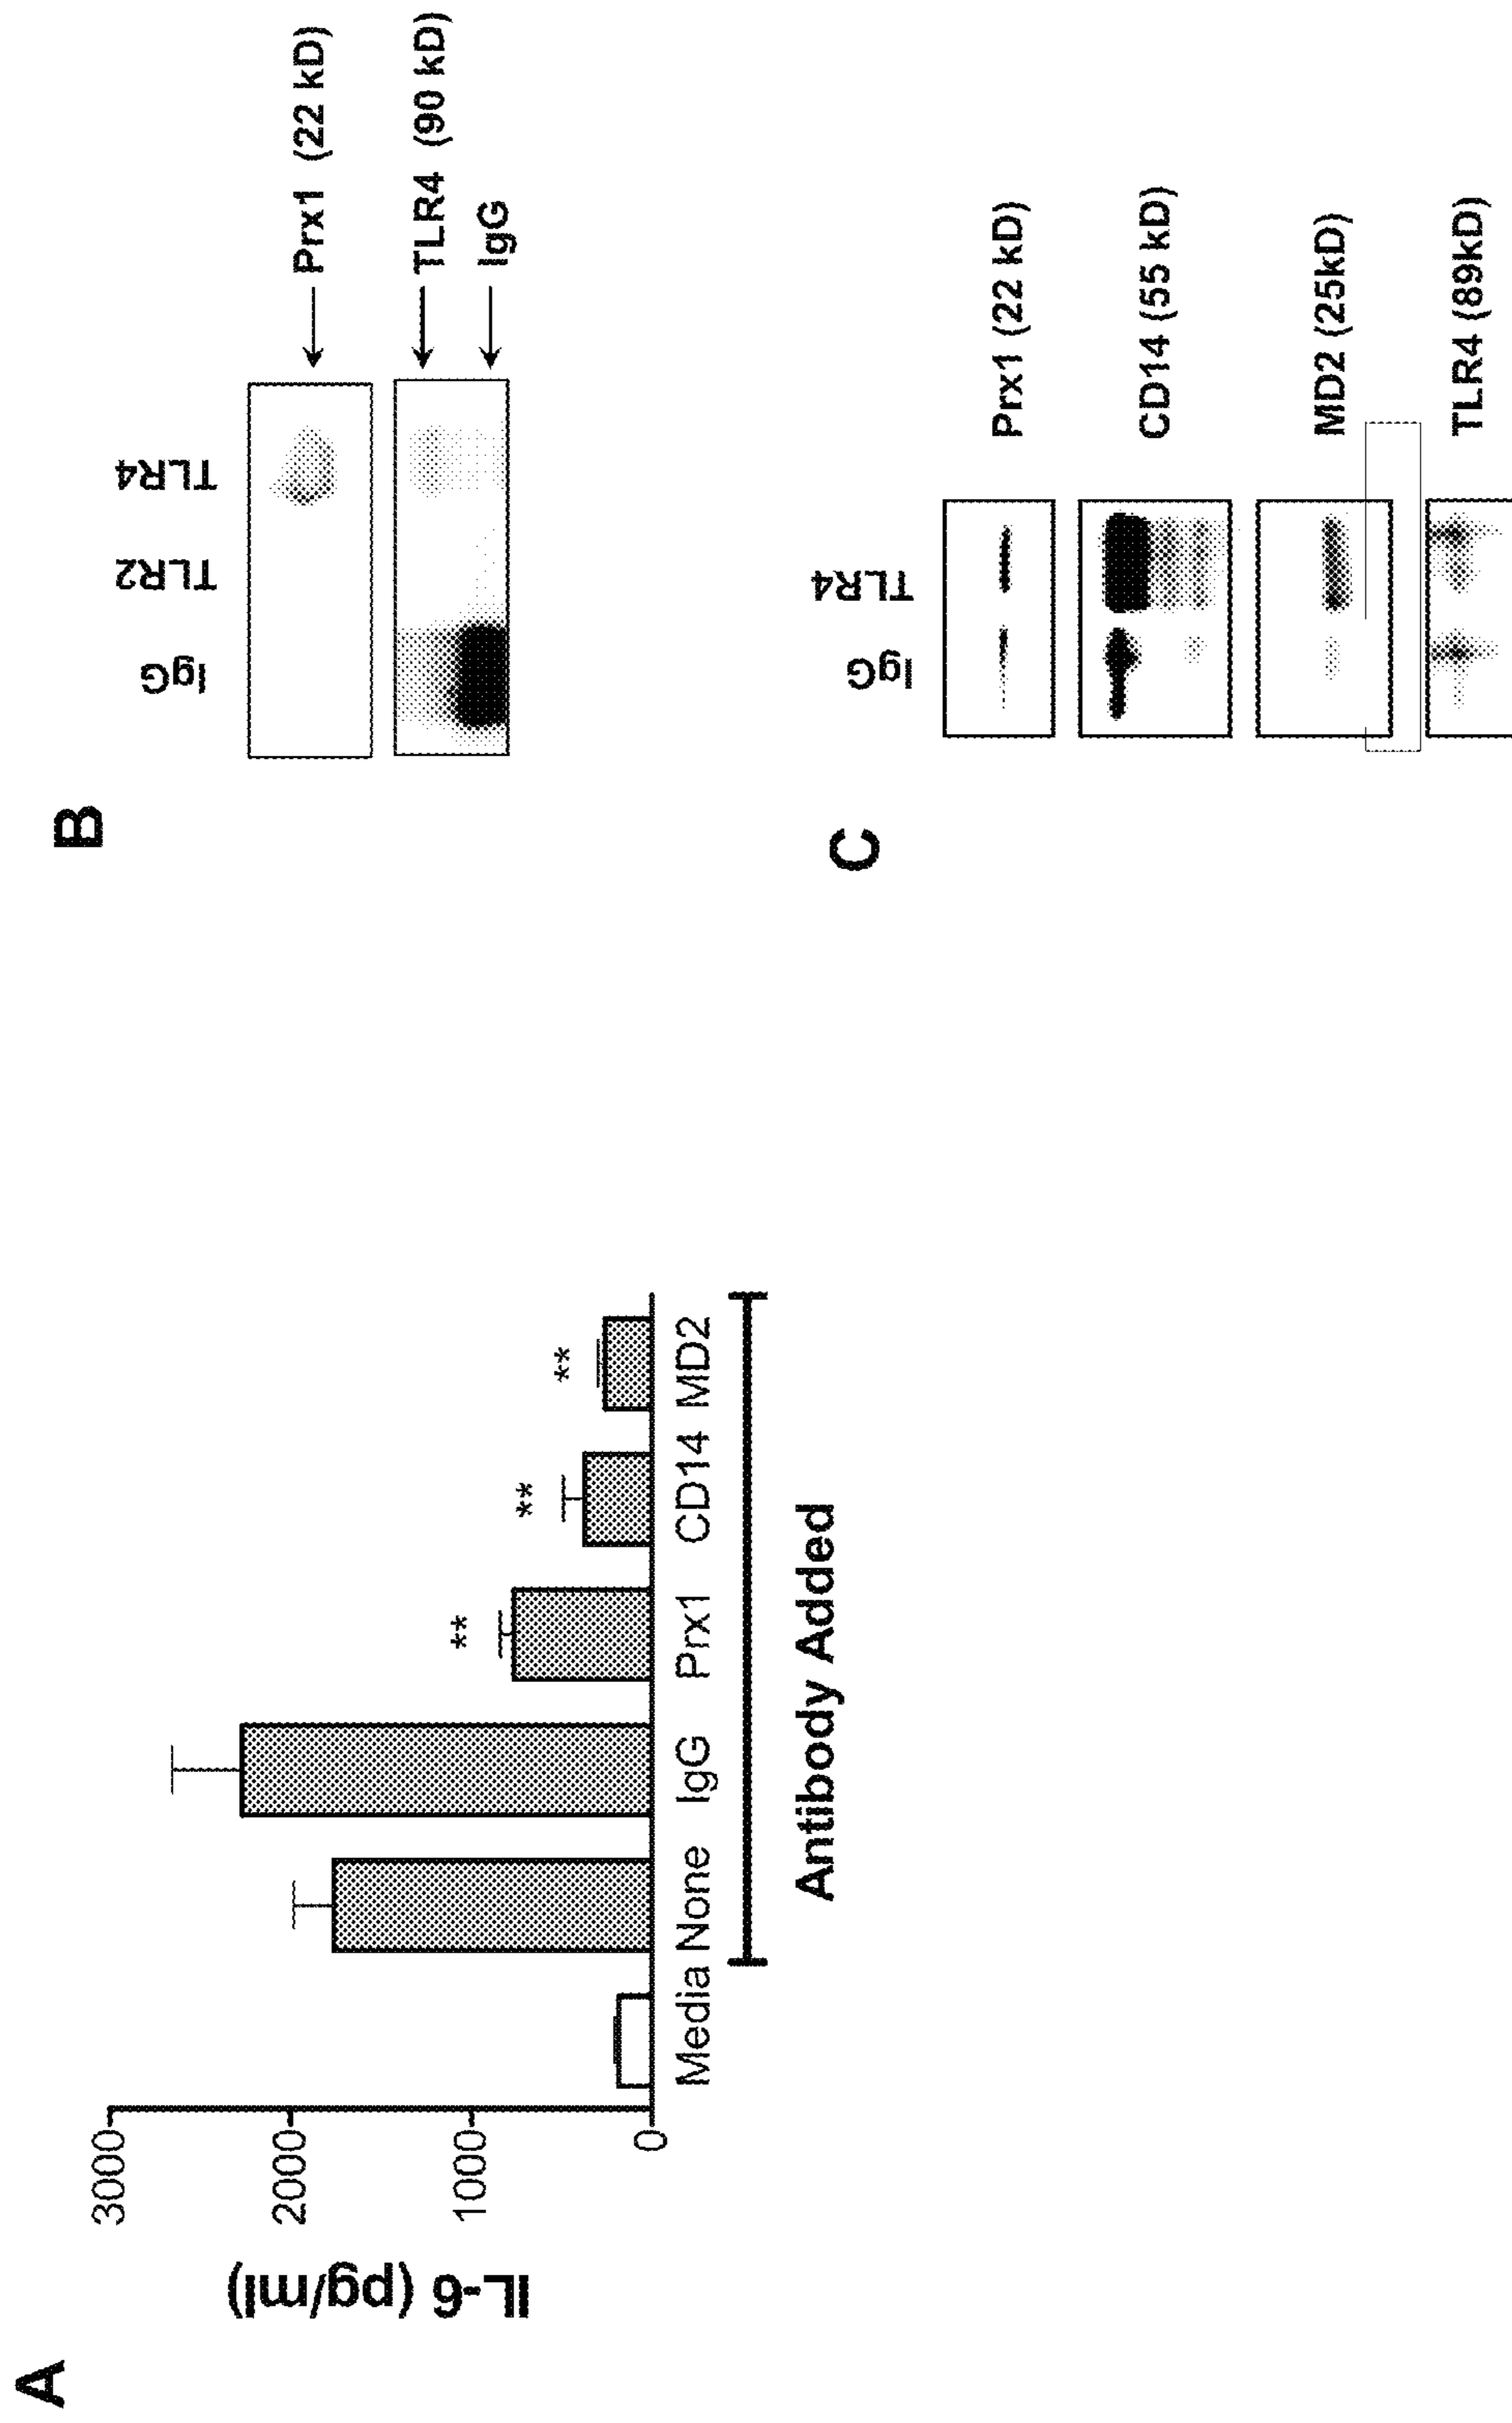 A
IL-6 (pg/ml)
3000
2000
1000
0
** ** **
Media None IgG Prx1 CD14 MD2
Antibody Added
B
IgG TLR2 TLR4
Prx1 (22 kD)
TLR4 (90 kD)
IgG
C
IgG TLR4
Prx1 (22 kD)
CD14 (55 kD)
MD2 (25kD)
TLR4 (89kD)